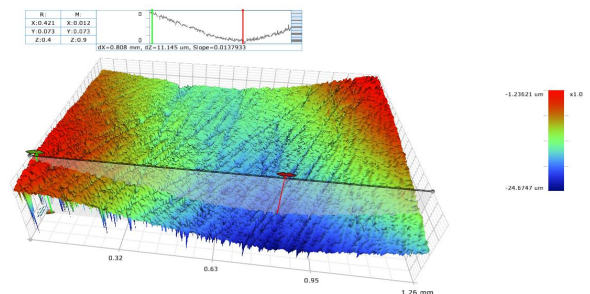 R: M:
X:0.421 X:0.012
Y:0.073 Y:0.073
Z:0.4 Z:0.9
0
0
dX=0.808 mm, dZ=11.145 um, Slope=0.0137933
-1.23621 um x1.0
-24.6747 um
0.32
0.63
0.95
1.26 mm